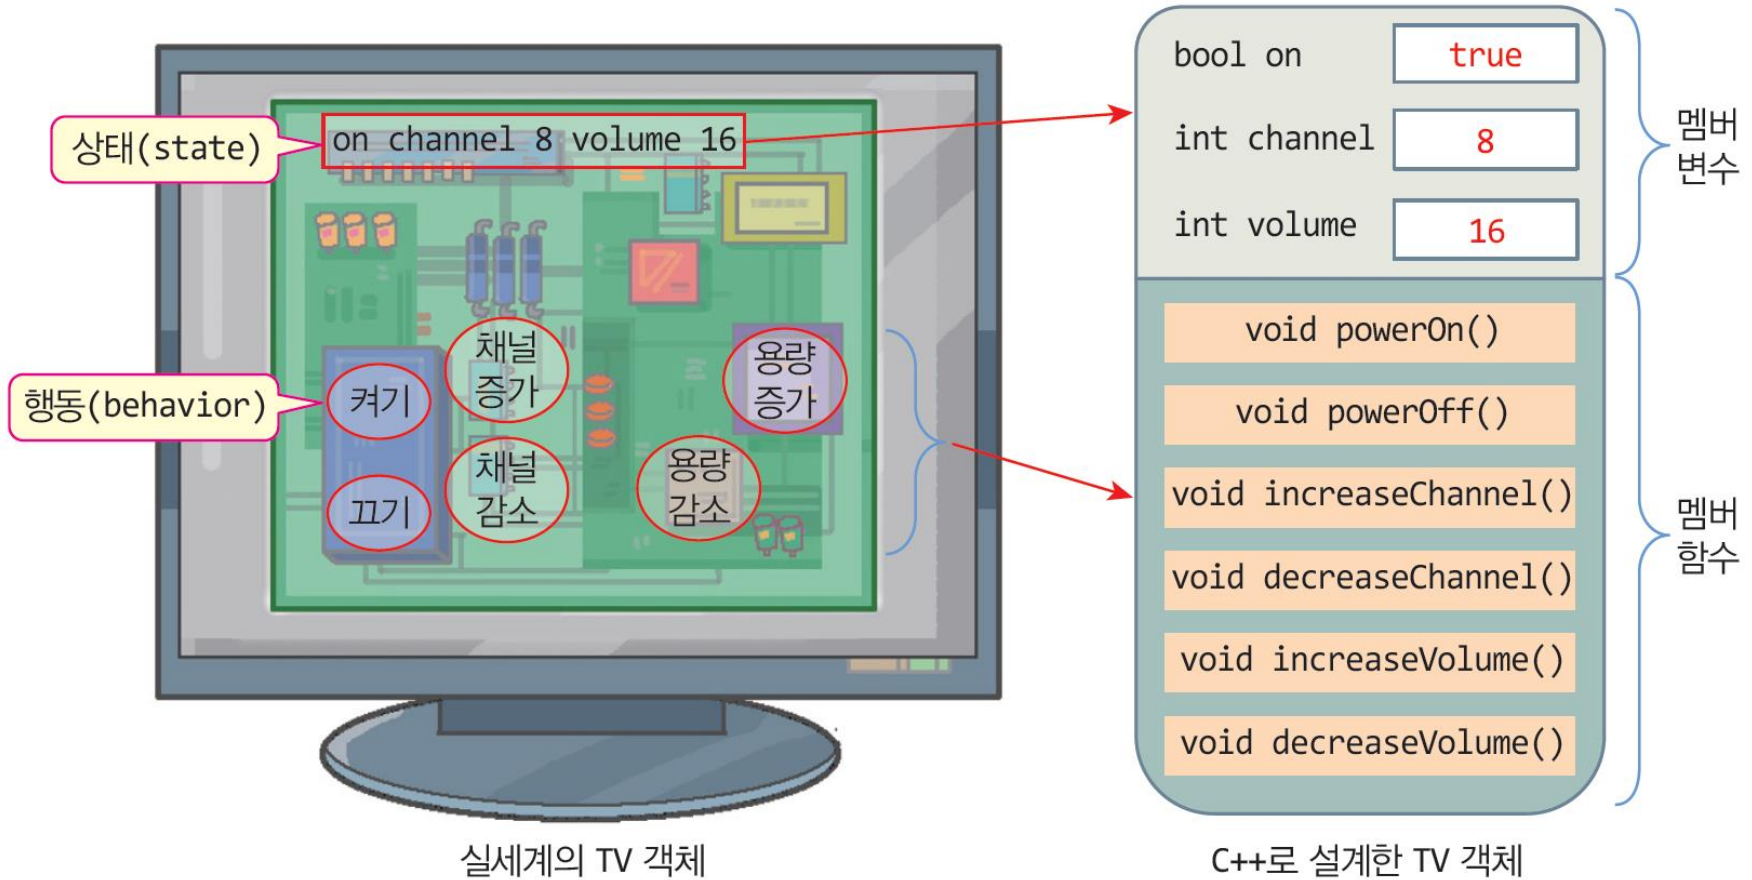 상태(state)
on channel 8 volume 16
행동(behavior)
켜기
끄기
채널
증가
채널
감소
용량
증가
용량
감소
실세계의 TV 객체
bool on
true
int channel
8
int volume
16
멤버
변수
void powerOn()
void powerOff()
void increaseChannel()
void decreaseChannel()
void increaseVolume()
void decreaseVolume()
멤버
함수
C++로 설계한 TV 객체